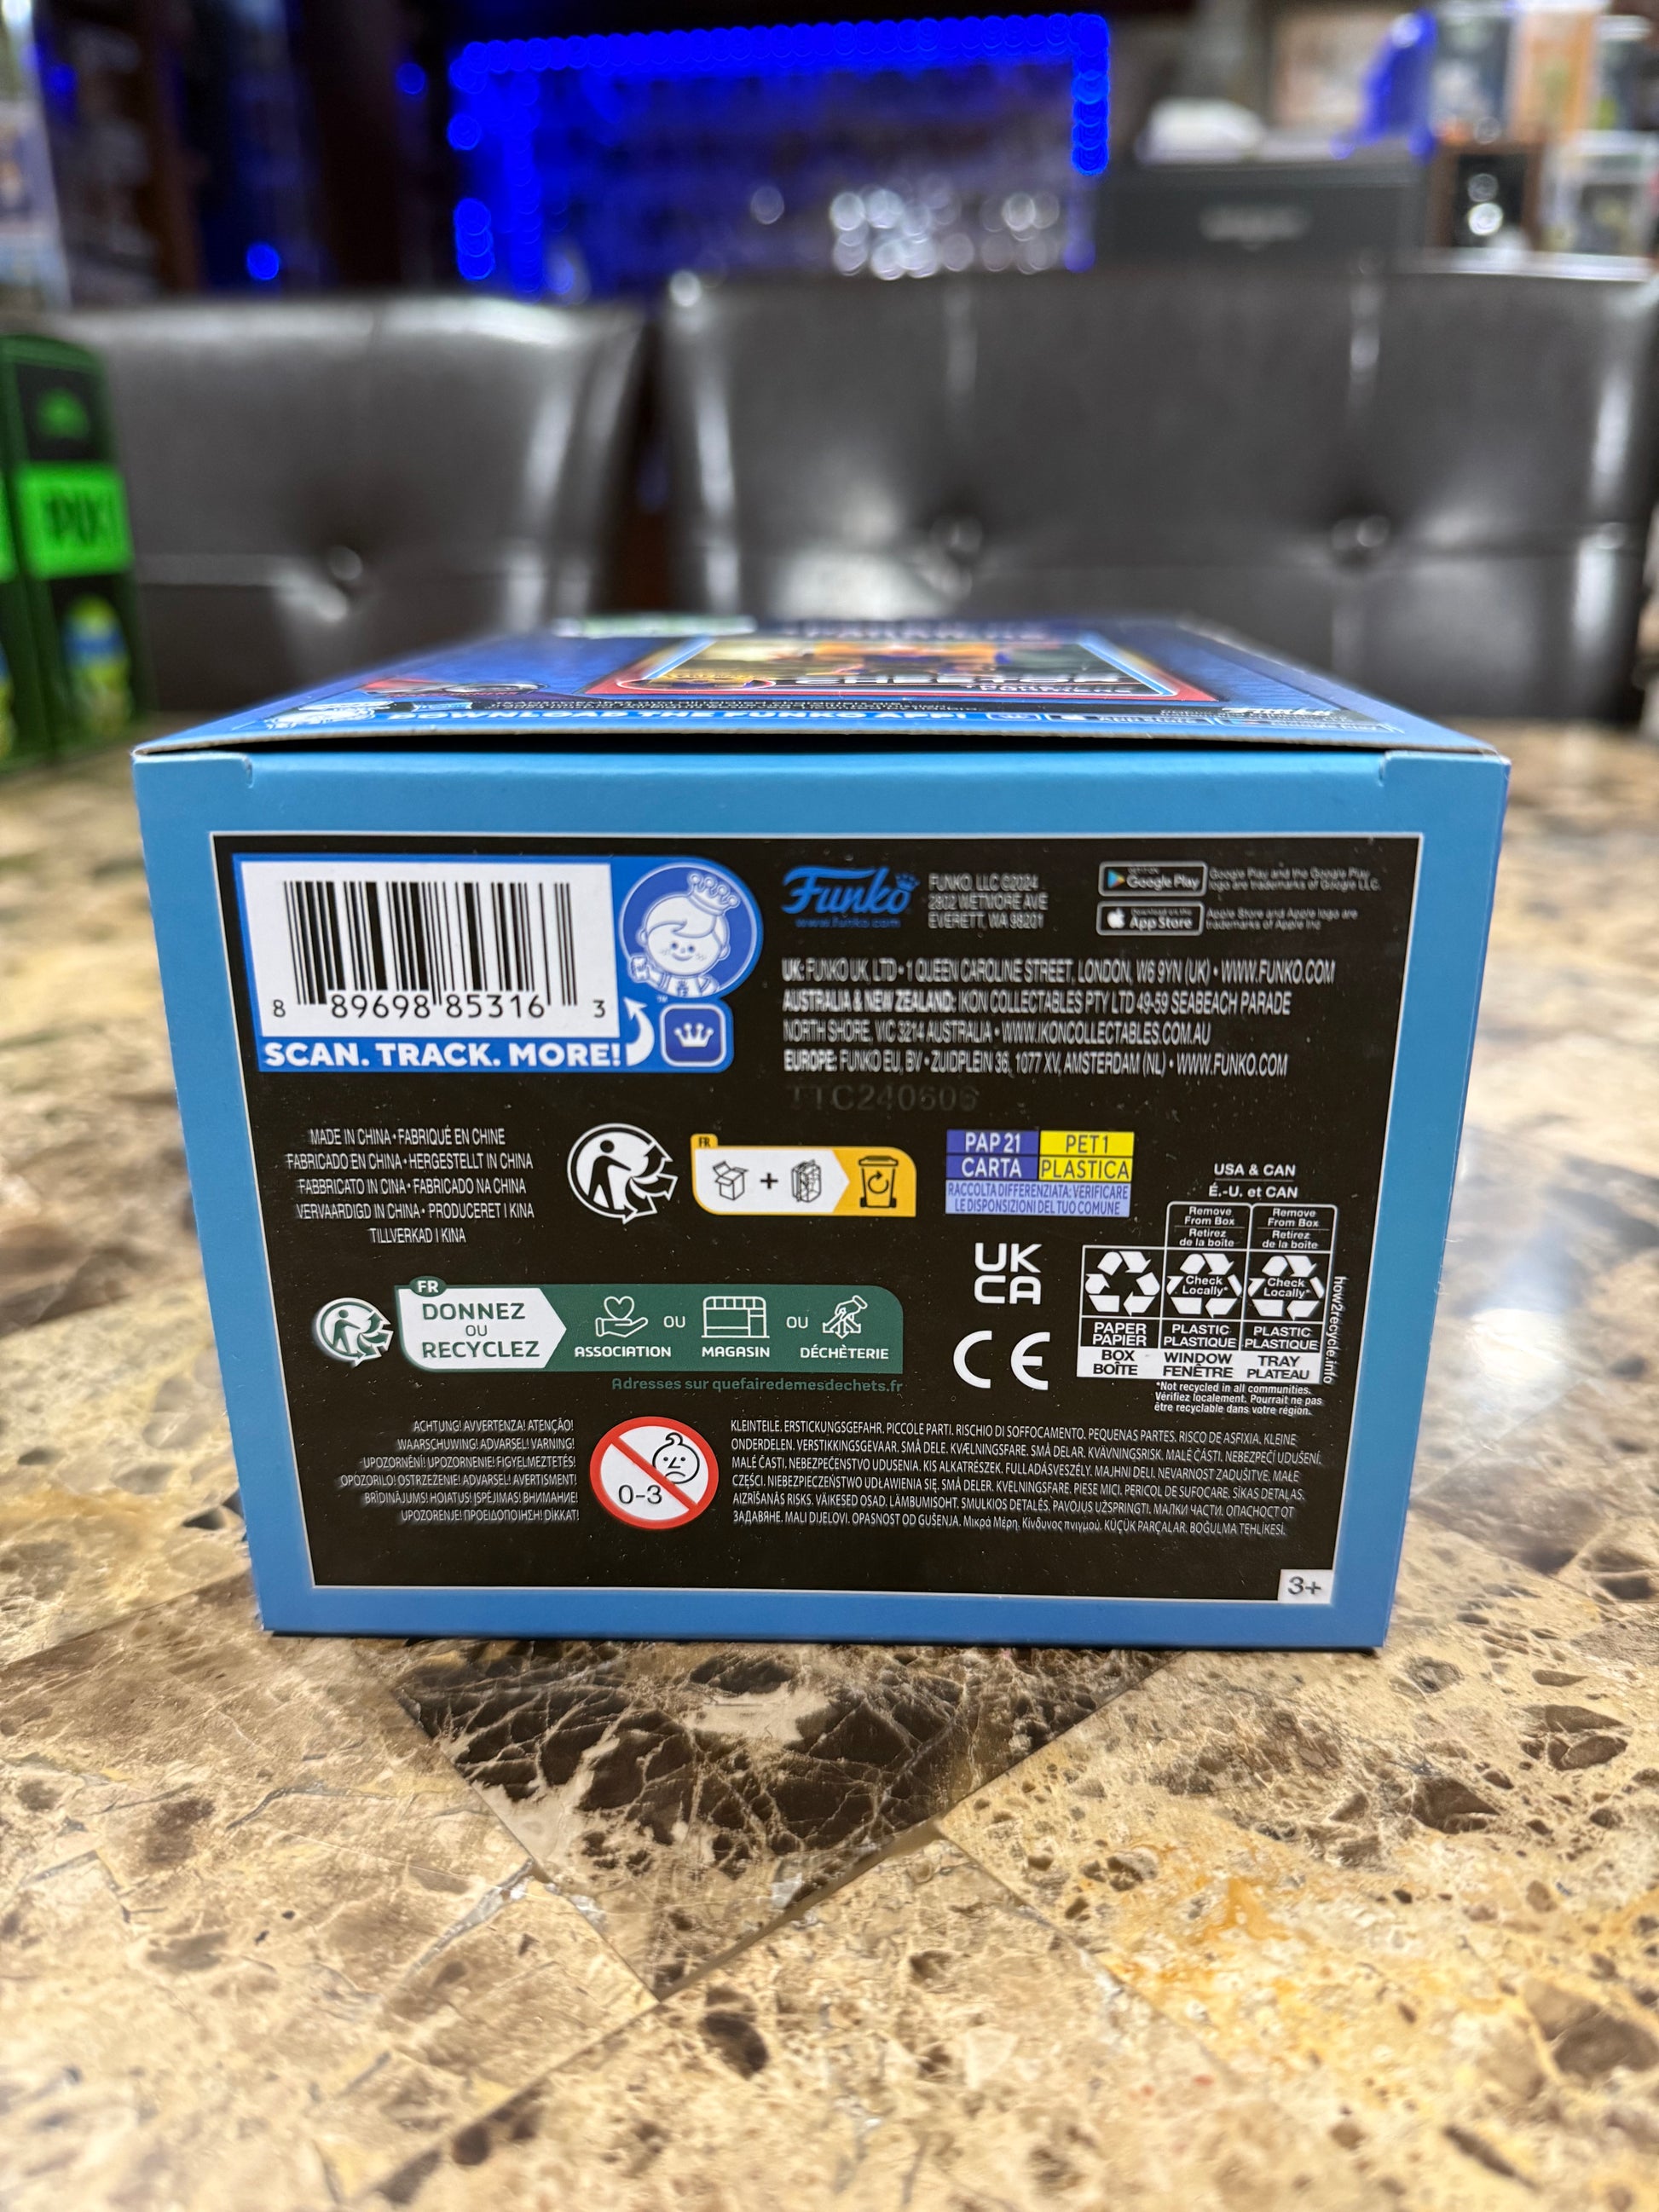 PIXI
DOWNLOAD THE FUNKO APP!
8 89698 85316 3
SCAN. TRACK. MORE!
Funko
www.funko.com
FUNKO, LLC ©2024
2802 WETMORE AVE
EVERETT, WA 98201
Google Play
Google Play and the Google Play
logo are trademarks of Google LLC.
Download on the
App Store
Apple Store and Apple logo are
trademarks of Apple Inc
UK: FUNKO UK, LTD • 1 QUEEN CAROLINE STREET, LONDON, W6 9YN (UK) • WWW.FUNKO.COM
AUSTRALIA & NEW ZEALAND: IKON COLLECTABLES PTY LTD 49-59 SEABEACH PARADE
NORTH SHORE, VIC 3214 AUSTRALIA • WWW.IKONCOLLECTABLES.COM.AU
EUROPE: FUNKO EU, BV • ZUIDPLEIN 36, 1077 XV, AMSTERDAM (NL) • WWW.FUNKO.COM
TTC240606
MADE IN CHINA • FABRIQUÉ EN CHINE
FABRICADO EN CHINA • HERGESTELLT IN CHINA
FABBRICATO IN CINA • FABRICADO NA CHINA
VERVAARDIGD IN CHINA • PRODUCERET I KINA
TILLVERKAD I KINA
FR
+
PAP 21
CARTA
PET1
PLASTICA
RACCOLTA DIFFERENZIATA: VERIFICARE
LE DISPONSIZIONI DEL TUO COMUNE
USA & CAN
É.-U. et CAN
Remove
From Box
Retirez
de la boîte
Remove
From Box
Retirez
de la boîte
Check
Locally*
Check
Locally*
PAPER
PAPIER
PLASTIC
PLASTIQUE
PLASTIC
PLASTIQUE
BOX
BOÎTE
WINDOW
FENÊTRE
TRAY
PLATEAU
how2recycle.info
*Not recycled in all communities.
Vérifiez localement. Pourrait ne pas
être recyclable dans votre région.
UK
CA
CE
FR
DONNEZ
OU
RECYCLEZ
ASSOCIATION
OU
MAGASIN
OU
DÉCHÈTERIE
Adresses sur quefairedemesdechets.fr
ACHTUNG! AVVERTENZA! ATENÇÃO!
WAARSCHUWING! ADVARSEL! VARNING!
UPOZORNĚNÍ! UPOZORNENIE! FIGYELMEZTETÉS!
OPOZORILO! OSTRZEŻENIE! ADVARSEL! AVERTISMENT!
BRĪDINĀJUMS! HOIATUS! ĮSPĖJIMAS! ВНИМАНИЕ!
UPOZORENJE! ΠΡΟΕΙΔΟΠΟΙΗΣΗ! DİKKAT!
0-3
KLEINTEILE. ERSTICKUNGSGEFAHR. PICCOLE PARTI. RISCHIO DI SOFFOCAMENTO. PEQUENAS PARTES. RISCO DE ASFIXIA. KLEINE
ONDERDELEN. VERSTIKKINGSGEVAAR. SMÅ DELE. KVÆLNINGSFARE. SMÅ DELAR. KVÄVNINGSRISK. MALÉ ČÁSTI. NEBEZPEČÍ UDUŠENÍ.
MALÉ ČASTI. NEBEZPEČENSTVO UDUSENIA. KIS ALKATRÉSZEK. FULLADÁSVESZÉLY. MAJHNI DELI. NEVARNOST ZADUŠITVE. MAŁE
CZĘŚCI. NIEBEZPIECZEŃSTWO UDŁAWIENIA SIĘ. SMÅ DELER. KVELNINGSFARE. PIESE MICI. PERICOL DE SUFOCARE. SĪKAS DETAĻAS.
AIZRĪŠANĀS RISKS. VÄIKESED OSAD. LÄMBUMISOHT. SMULKIOS DETALĖS. PAVOJUS UŽSPRINGTI. МАЛКИ ЧАСТИ. ОПАСНОСТ ОТ
ЗАДАВЯНЕ. MALI DIJELOVI. OPASNOST OD GUŠENJA. Μικρά Μέρη. Κίνδυνος πνιγμού. KÜÇÜK PARÇALAR. BOĞULMA TEHLİKESİ.
3+